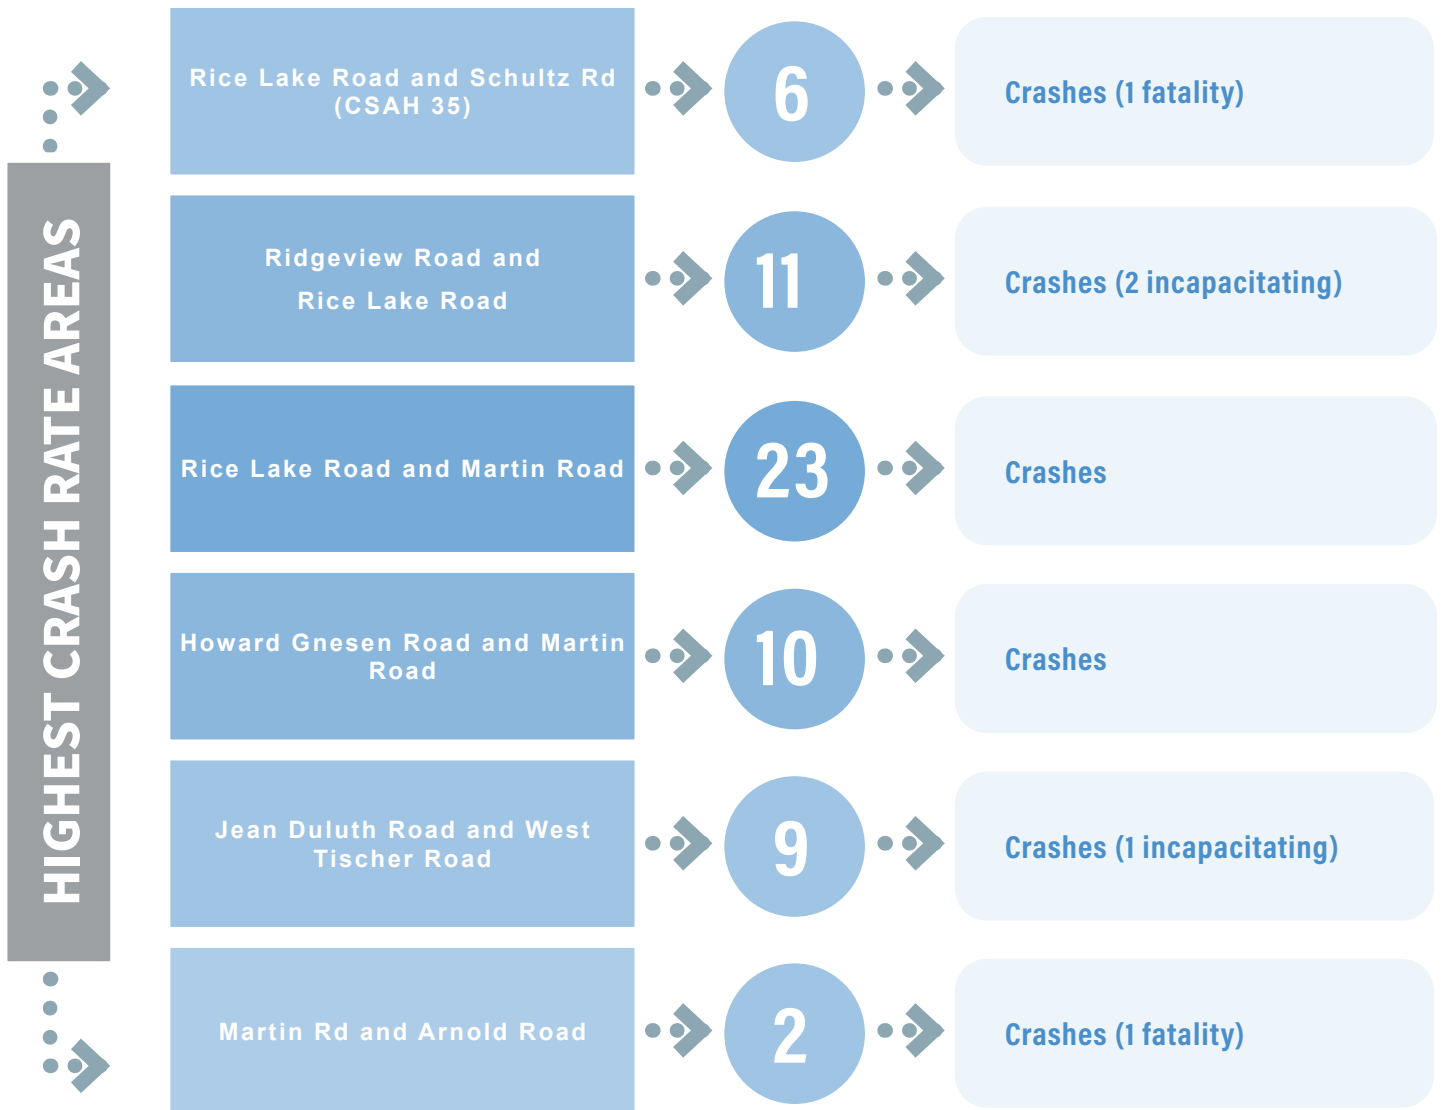 HIGHEST CRASH RATE AREAS
Rice Lake Road and Schultz Rd
(CSAH 35)
6
Crashes (1 fatality)
Ridgeview Road and
Rice Lake Road
11
Crashes (2 incapacitating)
Rice Lake Road and Martin Road
23
Crashes
Howard Gnesen Road and Martin
Road
10
Crashes
Jean Duluth Road and West
Tischer Road
9
Crashes (1 incapacitating)
Martin Rd and Arnold Road
2
Crashes (1 fatality)